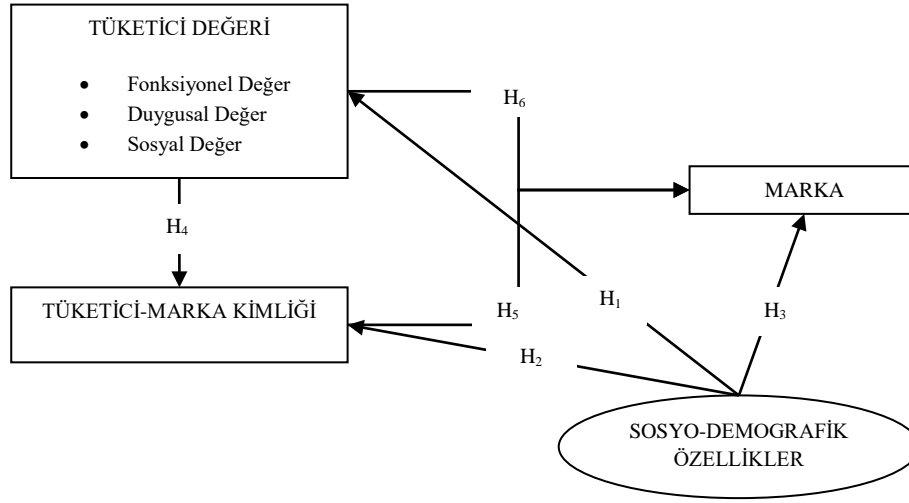 TÜKETİCİ DEĞERİ
• Fonksiyonel Değer
• Duygusal Değer
• Sosyal Değer
H₆
MARKA
H₄
TÜKETİCİ-MARKA KİMLİĞİ
H₅
H₁
H₃
H₂
SOSYO-DEMOGRAFİK
ÖZELLİKLER